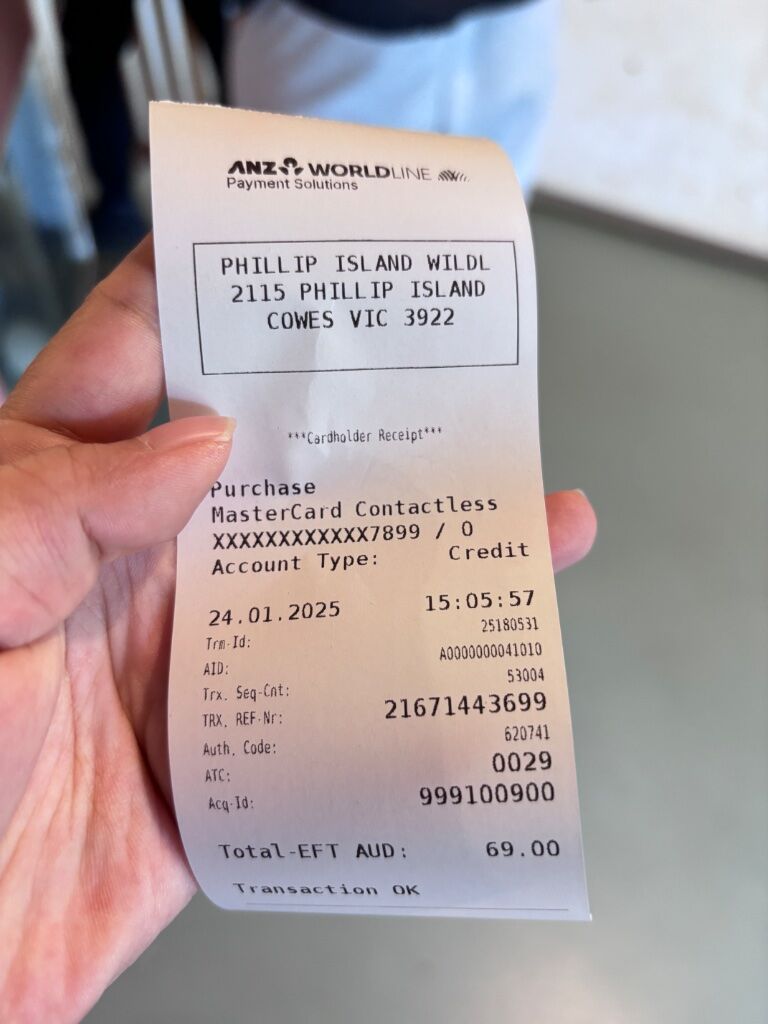 ANZ WORLDLINE
Payment Solutions
PHILLIP ISLAND WILDL
2115 PHILLIP ISLAND
COWES VIC 3922
***Cardholder Receipt***
Purchase
MasterCard Contactless
XXXXXXXXXXXX7899 / 0
Account Type: Credit
24.01.2025 15:05:57
Trm-Id: 25180531
AID: A0000000041010
Trx. Seq-Cnt: 53004
TRX. REF-Nr: 21671443699
Auth. Code: 620741
ATC: 0029
Acq-Id: 999100900
Total-EFT AUD: 69.00
Transaction OK